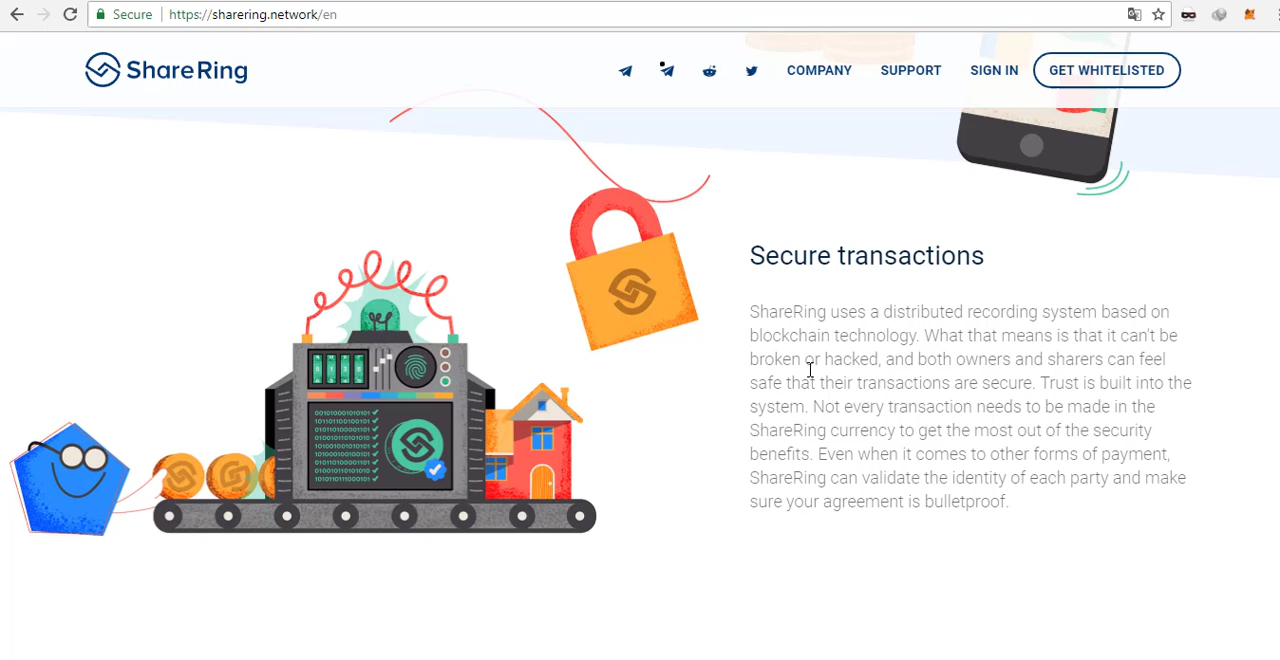 Secure
https://sharering.network/en
ShareRing
COMPANY
SUPPORT
SIGN IN
GET WHITELISTED
Secure transactions
ShareRing uses a distributed recording system based on
blockchain technology. What that means is that it can't be
broken or hacked, and both owners and sharers can feel
safe that their transactions are secure. Trust is built into the
system. Not every transaction needs to be made in the
ShareRing currency to get the most out of the security
benefits. Even when it comes to other forms of payment,
ShareRing can validate the identity of each party and make
sure your agreement is bulletproof.